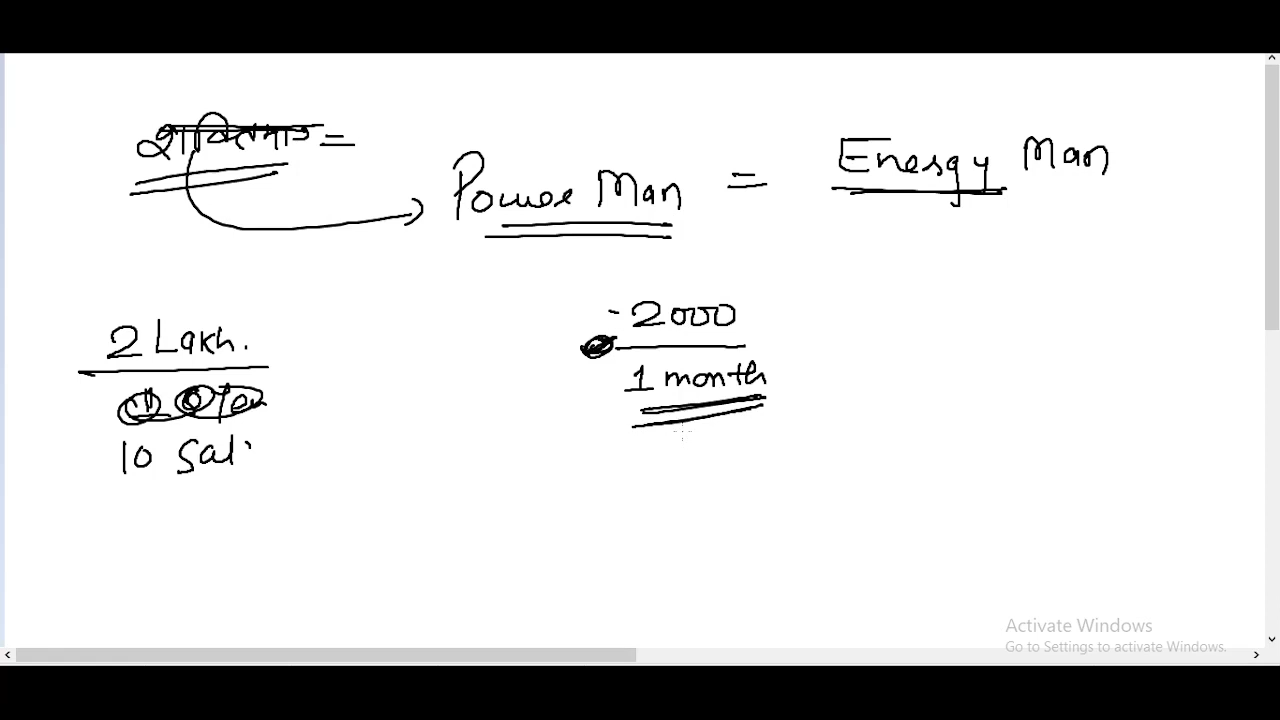 शक्तिमान =
Power Man = Energy Man
2 Lakh.
10 Sal
- 2000
1 month
Activate Windows
Go to Settings to activate Windows.